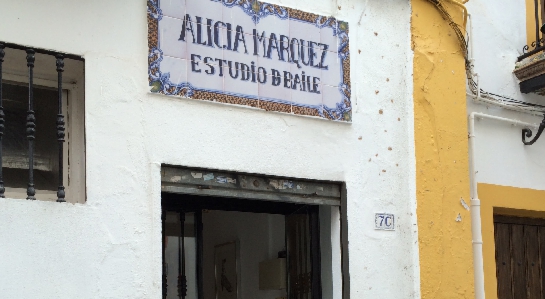 ALICIA MARQUEZ
ESTUDIO D BAILE
7C